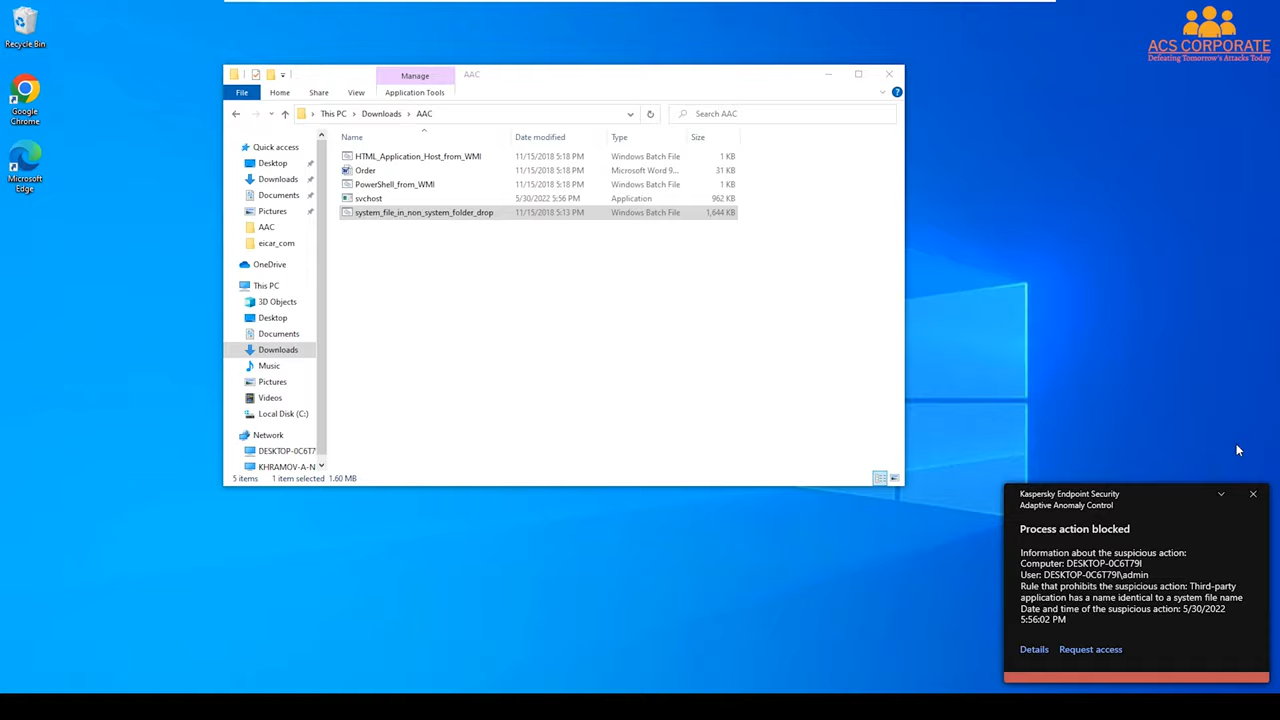 Recycle Bin
Google
Chrome
Microsoft
Edge
ACS CORPORATE
Defeating Tomorrow's Attacks Today
Manage
AAC
File
Home
Share
View
Application Tools
This PC
Downloads
AAC
Search AAC
Name
Date modified
Type
Size
HTML_Application_Host_from_WMI
11/15/2018 5:18 PM
Windows Batch File
1 KB
Order
11/15/2018 5:18 PM
Microsoft Word 9...
31 KB
PowerShell_from_WMI
11/15/2018 5:18 PM
Windows Batch File
1 KB
svchost
5/30/2022 5:56 PM
Application
962 KB
system_file_in_non_system_folder_drop
11/15/2018 5:13 PM
Windows Batch File
1,644 KB
Quick access
Desktop
Downloads
Documents
Pictures
AAC
eicar_com
OneDrive
This PC
3D Objects
Desktop
Documents
Downloads
Music
Pictures
Videos
Local Disk (C:)
Network
DESKTOP-0C6T7
KHRAMOV-A-N
5 items
1 item selected
1.60 MB
Kaspersky Endpoint Security
Adaptive Anomaly Control
Process action blocked
Information about the suspicious action:
Computer: DESKTOP-0C6T79I
User: DESKTOP-0C6T79I\admin
Rule that prohibits the suspicious action: Third-party
application has a name identical to a system file name
Date and time of the suspicious action: 5/30/2022
5:56:02 PM
Details
Request access